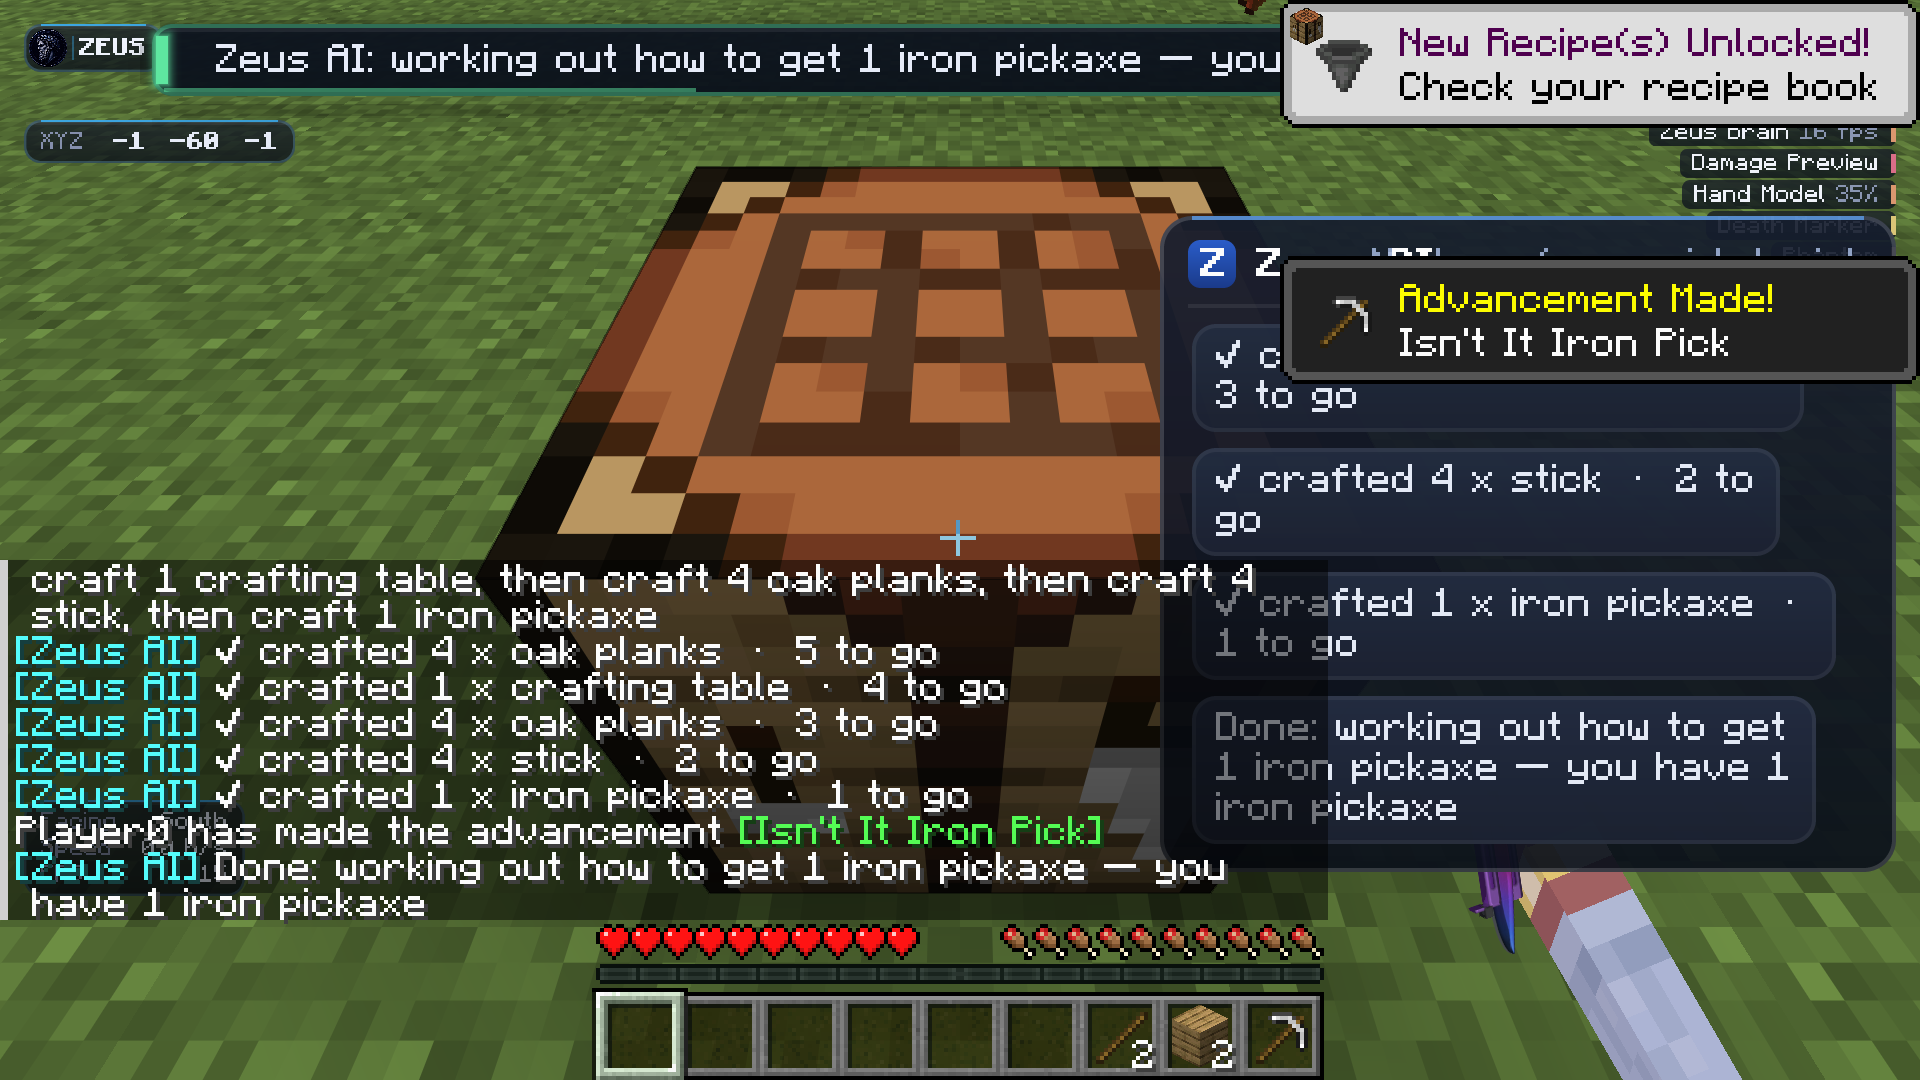 ZEUS
Zeus AI: working out how to get 1 iron pickaxe — you
New Recipe(s) Unlocked!
Check your recipe book
XYZ -1 -60 -1
Zeus Brain 16 fps
Damage Preview
Hand Model 35%
Death Marker
Z
Z
Advancement Made!
Isn't It Iron Pick
✓ c
3 to go
✓ crafted 4 x stick · 2 to
go
✓ crafted 1 x iron pickaxe ·
1 to go
Done: working out how to get
1 iron pickaxe — you have 1
iron pickaxe
craft 1 crafting table, then craft 4 oak planks, then craft 4
stick, then craft 1 iron pickaxe
[Zeus AI] ✓ crafted 4 x oak planks · 5 to go
[Zeus AI] ✓ crafted 1 x crafting table · 4 to go
[Zeus AI] ✓ crafted 4 x oak planks · 3 to go
[Zeus AI] ✓ crafted 4 x stick · 2 to go
[Zeus AI] ✓ crafted 1 x iron pickaxe · 1 to go
Player0 has made the advancement [Isn't It Iron Pick]
[Zeus AI] Done: working out how to get 1 iron pickaxe — you
have 1 iron pickaxe
2
2